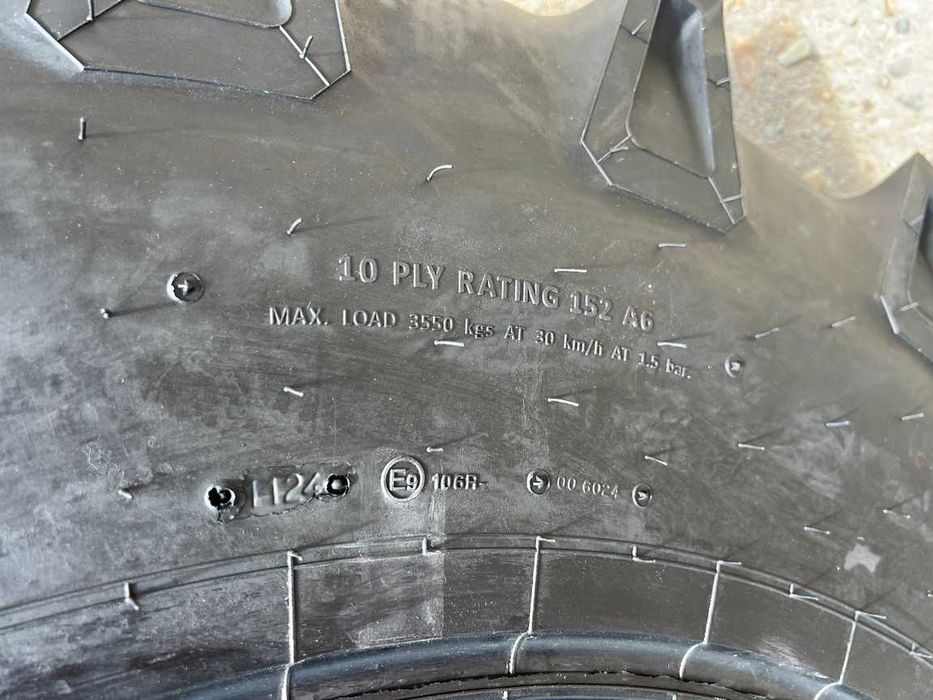 10 PLY RATING 152 A6
MAX. LOAD 3550 kgs AT 30 km/h AT 1.5 bar.
1124 E9 106R- 00 6024